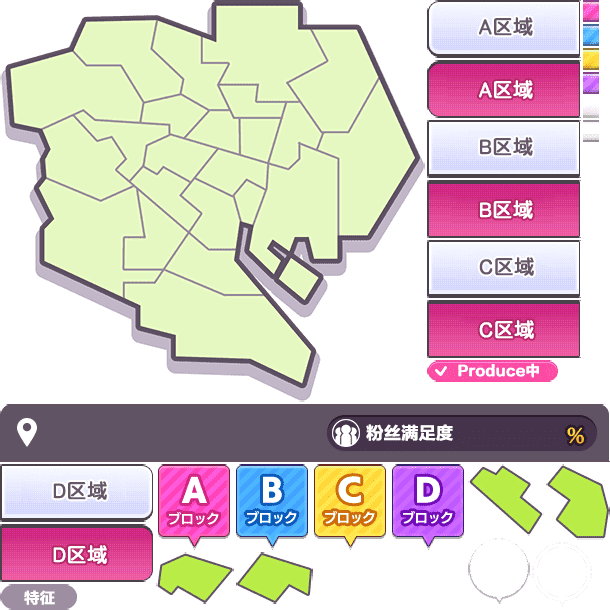 A区域
A区域
B区域
B区域
C区域
C区域
Produce中
粉丝满足度
%
D区域
D区域
特征
A
ブロック
B
ブロック
C
ブロック
D
ブロック